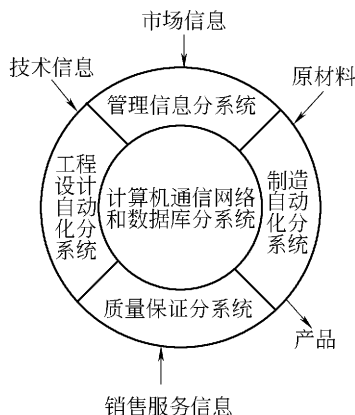 市场信息
技术信息
原材料
管理信息分系统
工程
设计
自动
化分
系统
计算机通信网络
和数据库分系统
制造
自动
化分
系统
质量保证分系统
产品
销售服务信息